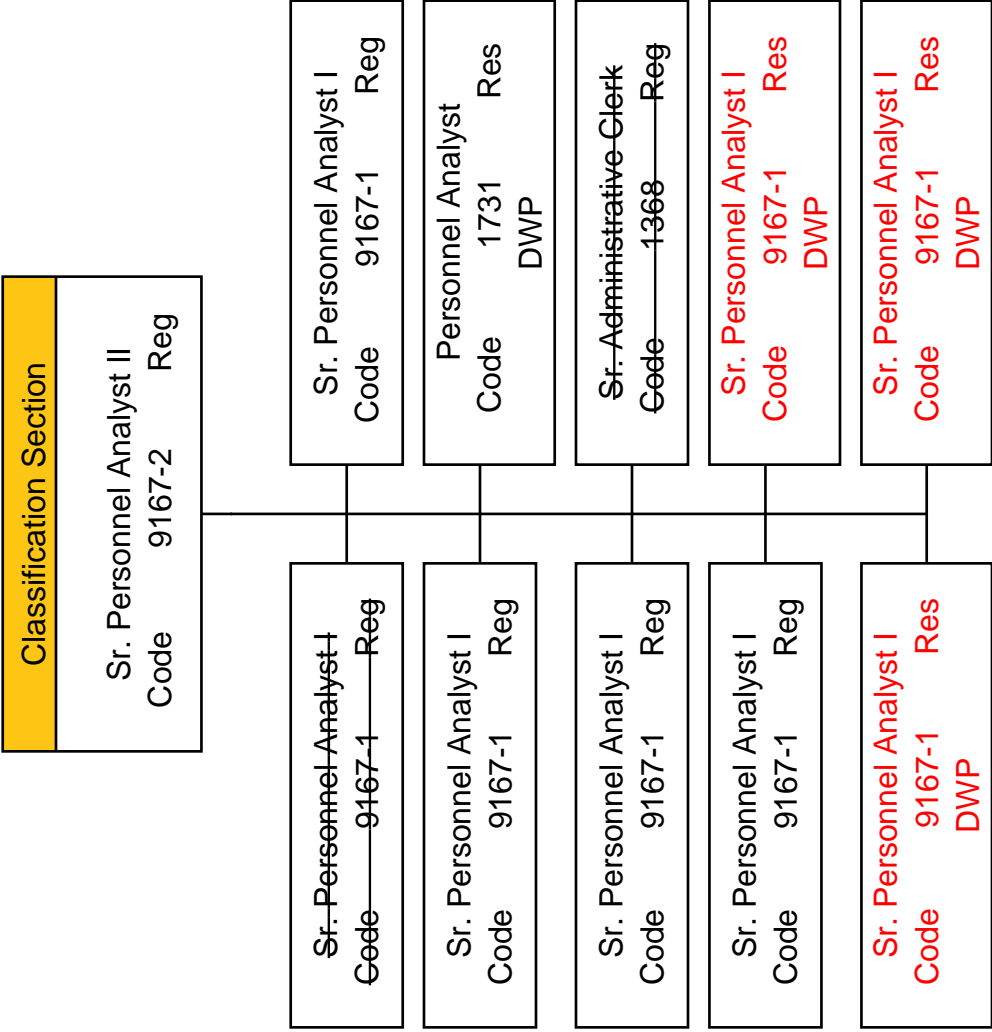 Classification Section
Sr. Personnel Analyst II
Code 9167-2 Reg
Sr. Personnel Analyst I
Code 9167-1 Reg
Sr. Personnel Analyst I
Code 9167-1 Reg
Sr. Personnel Analyst I
Code 9167-1 Reg
Personnel Analyst
Code 1731 Res
DWP
Sr. Personnel Analyst I
Code 9167-1 Reg
Sr. Administrative Clerk
Code 1368 Reg
Sr. Personnel Analyst I
Code 9167-1 Reg
Sr. Personnel Analyst I
Code 9167-1 Res
DWP
Sr. Personnel Analyst I
Code 9167-1 Res
DWP
Sr. Personnel Analyst I
Code 9167-1 Res
DWP